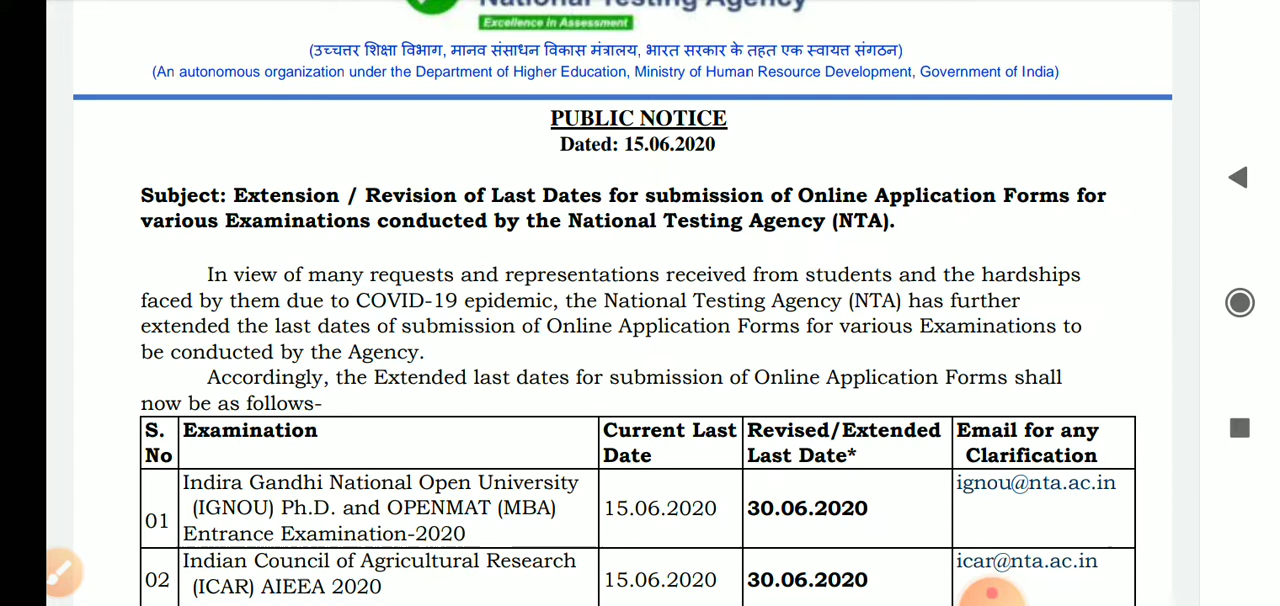 National Testing Agency
Excellence in Assessment
(उच्चत्तर शिक्षा विभाग, मानव संसाधन विकास मंत्रालय, भारत सरकार के तहत एक स्वायत्त संगठन)
(An autonomous organization under the Department of Higher Education, Ministry of Human Resource Development, Government of India)
PUBLIC NOTICE
Dated: 15.06.2020
Subject: Extension / Revision of Last Dates for submission of Online Application Forms for
various Examinations conducted by the National Testing Agency (NTA).
In view of many requests and representations received from students and the hardships
faced by them due to COVID-19 epidemic, the National Testing Agency (NTA) has further
extended the last dates of submission of Online Application Forms for various Examinations to
be conducted by the Agency.
Accordingly, the Extended last dates for submission of Online Application Forms shall
now be as follows-
S. No Examination Current Last Date Revised/Extended Last Date* Email for any Clarification
01 Indira Gandhi National Open University (IGNOU) Ph.D. and OPENMAT (MBA) Entrance Examination-2020 15.06.2020 30.06.2020 ignou@nta.ac.in
02 Indian Council of Agricultural Research (ICAR) AIEEA 2020 15.06.2020 30.06.2020 icar@nta.ac.in